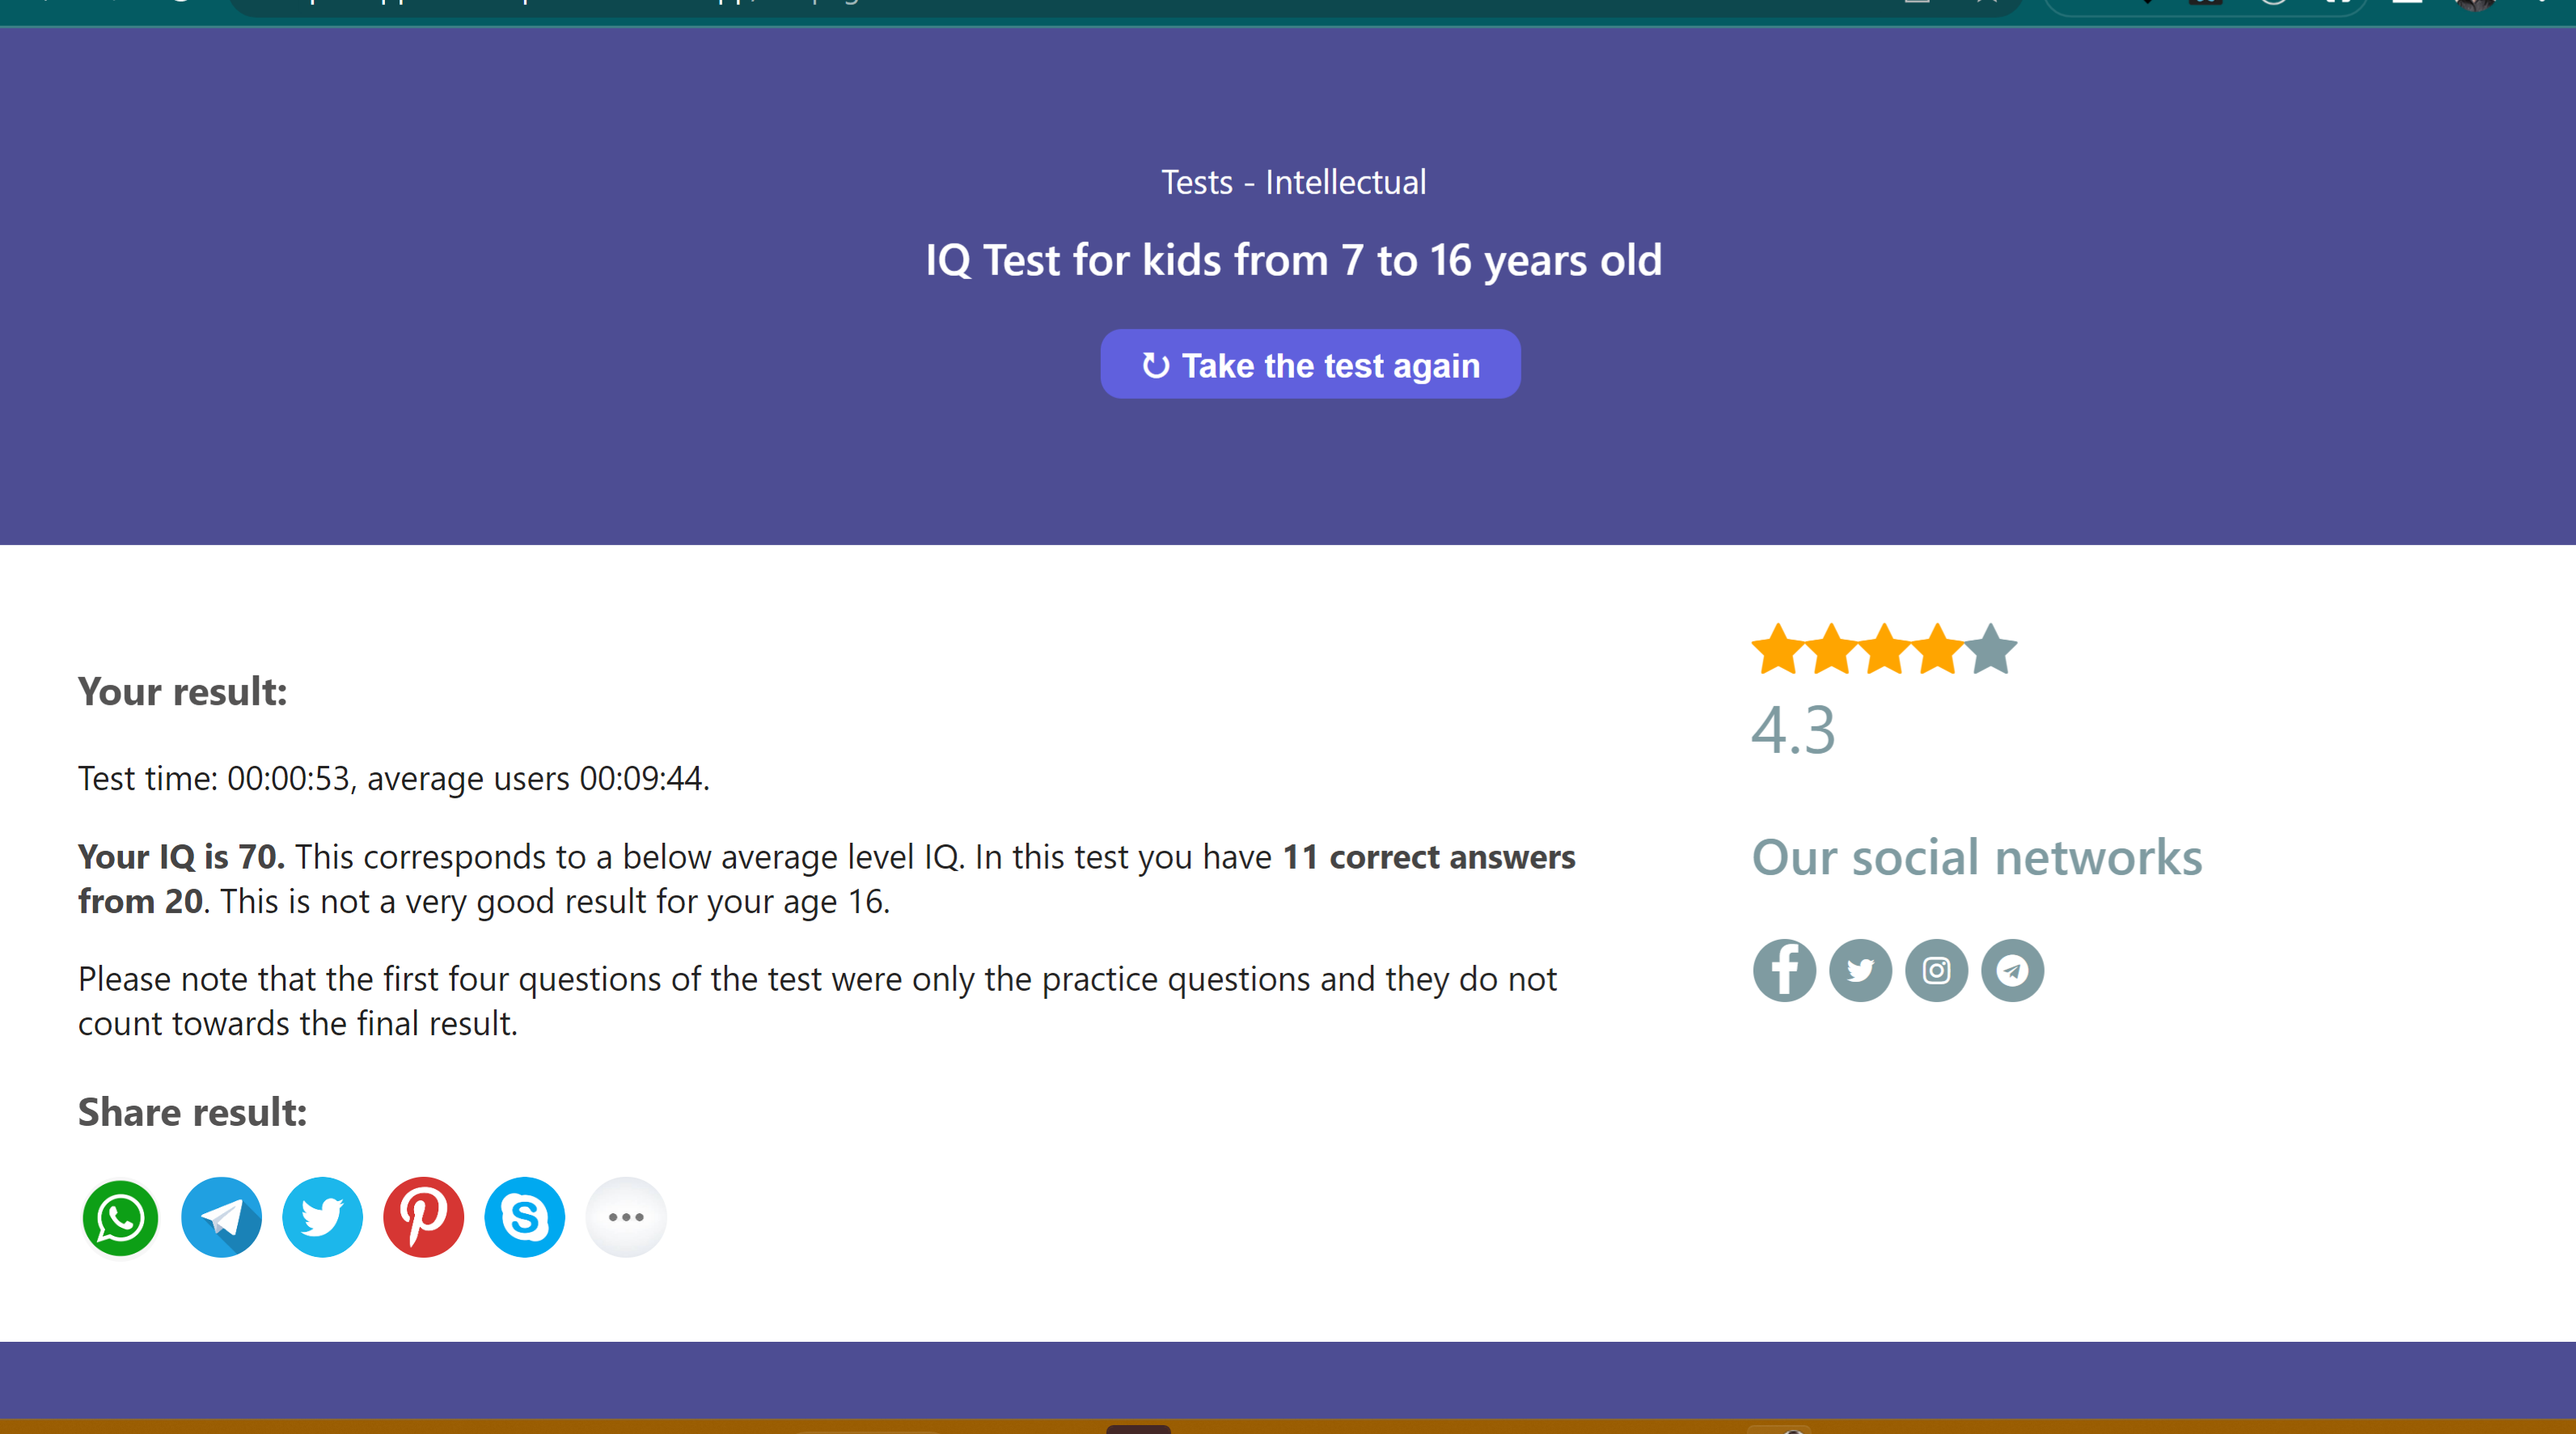 Tests - Intellectual
IQ Test for kids from 7 to 16 years old
↻ Take the test again
Your result:
Test time: 00:00:53, average users 00:09:44.
Your IQ is 70. This corresponds to a below average level IQ. In this test you have 11 correct answers
from 20. This is not a very good result for your age 16.
Please note that the first four questions of the test were only the practice questions and they do not
count towards the final result.
Share result:
4.3
Our social networks